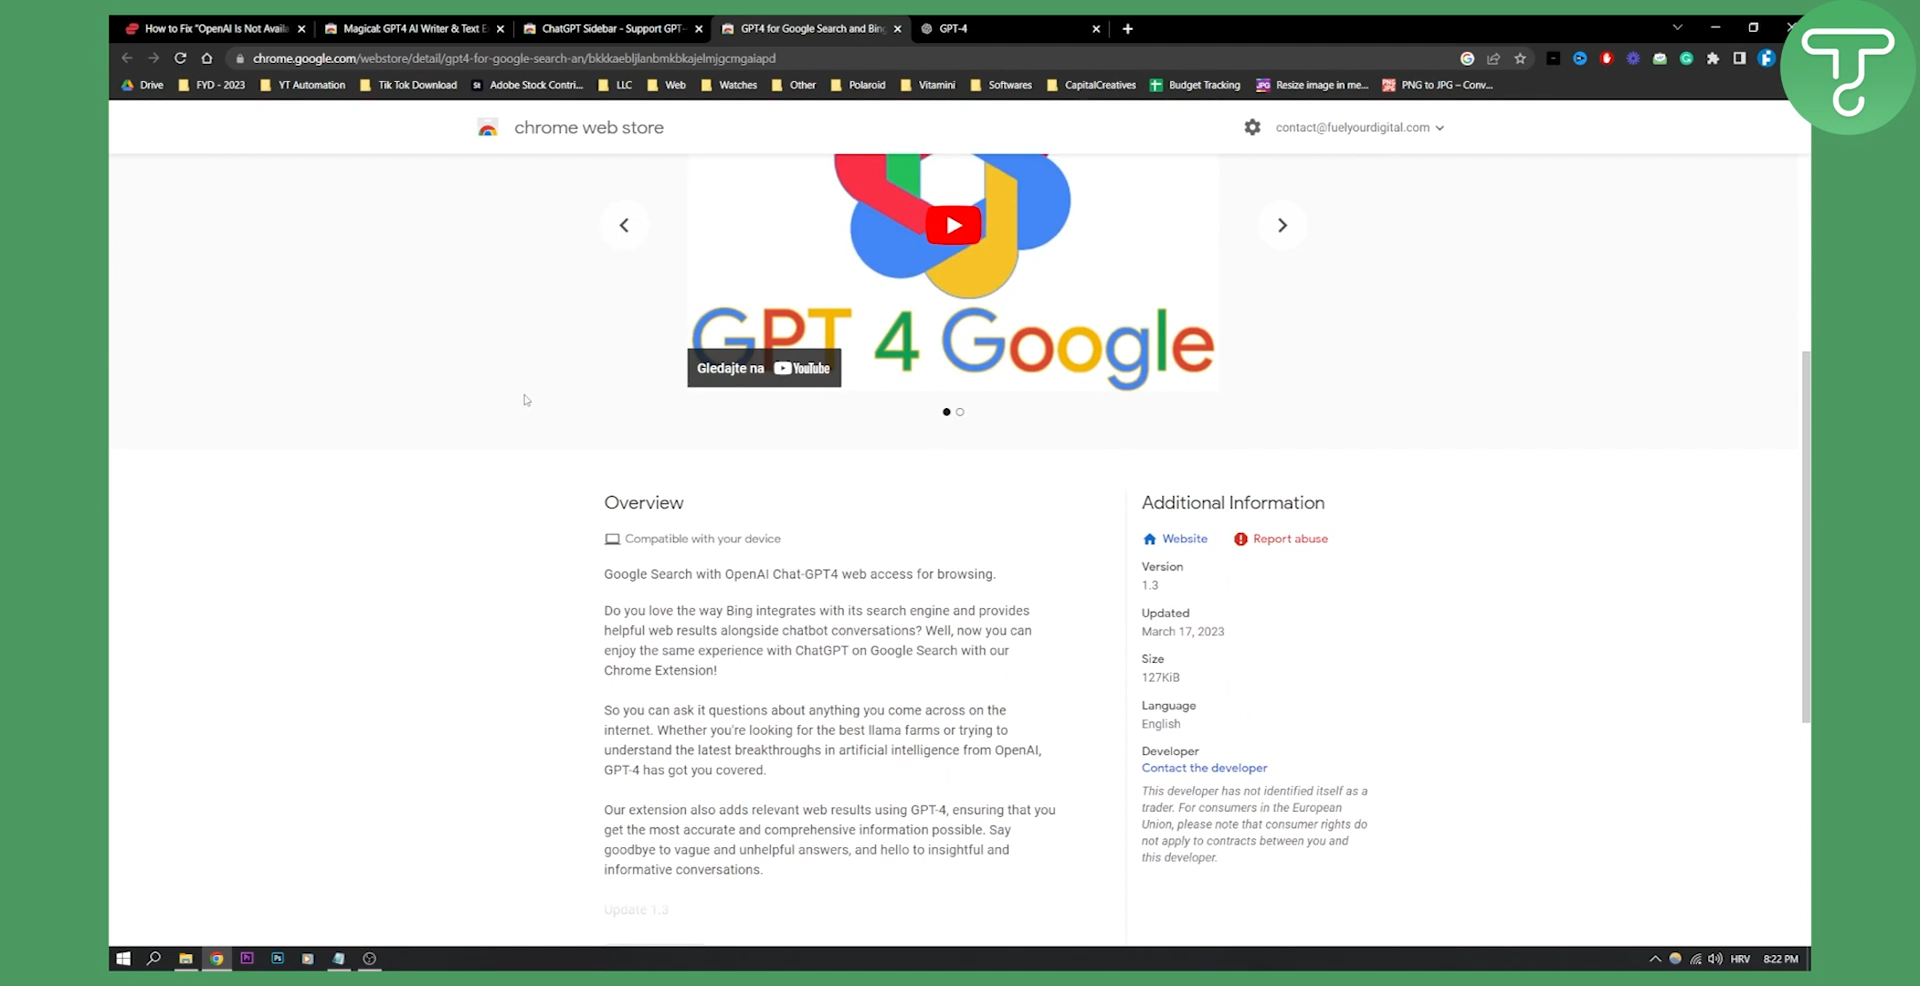 How to Fix "OpenAI Is Not Availa
Magical: GPT4 AI Writer & Text E
ChatGPT Sidebar - Support GPT-
GPT4 for Google Search and Bing
GPT-4
chrome.google.com/webstore/detail/gpt4-for-google-search-an/bkkkaebljlanbmkbkajelmjgcmgaiapd
Drive
FYD - 2023
YT Automation
Tik Tok Download
St
Adobe Stock Contri...
LLC
Web
Watches
Other
Polaroid
Vitamini
Softwares
CapitalCreatives
Budget Tracking
Resize image in me...
PNG to JPG – Conv...
chrome web store
contact@fuelyourdigital.com
GPT 4 Google
Gledajte na YouTube
Overview
Compatible with your device
Google Search with OpenAI Chat-GPT4 web access for browsing.
Do you love the way Bing integrates with its search engine and provides
helpful web results alongside chatbot conversations? Well, now you can
enjoy the same experience with ChatGPT on Google Search with our
Chrome Extension!
So you can ask it questions about anything you come across on the
internet. Whether you're looking for the best llama farms or trying to
understand the latest breakthroughs in artificial intelligence from OpenAI,
GPT-4 has got you covered.
Our extension also adds relevant web results using GPT-4, ensuring that you
get the most accurate and comprehensive information possible. Say
goodbye to vague and unhelpful answers, and hello to insightful and
informative conversations.
Update 1.3
Additional Information
Website
Report abuse
Version
1.3
Updated
March 17, 2023
Size
127KiB
Language
English
Developer
Contact the developer
This developer has not identified itself as a
trader. For consumers in the European
Union, please note that consumer rights do
not apply to contracts between you and
this developer.
Pr
Ps
HRV
8:22 PM